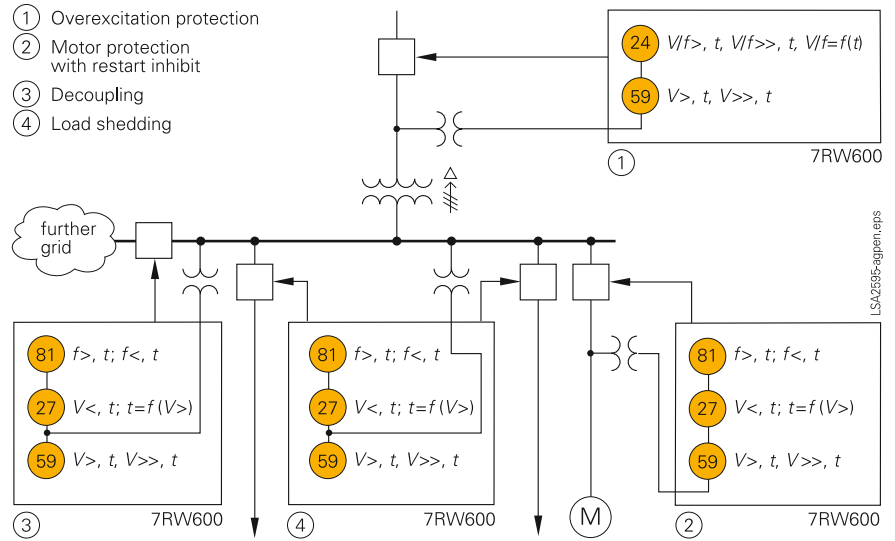 1 Overexcitation protection
2 Motor protection
with restart inhibit
3 Decoupling
4 Load shedding
24 V/f>, t, V/f>>, t, V/f=f(t)
59 V>, t, V>>, t
1 7RW600
further
grid
LSA2595-agpen.eps
81 f>, t; f<, t
27 V<, t; t=f(V>)
59 V>, t, V>>, t
3 7RW600
81 f>, t; f<, t
27 V<, t; t=f(V>)
59 V>, t, V>>, t
4 7RW600
M
81 f>, t; f<, t
27 V<, t; t=f(V>)
59 V>, t, V>>, t
2 7RW600